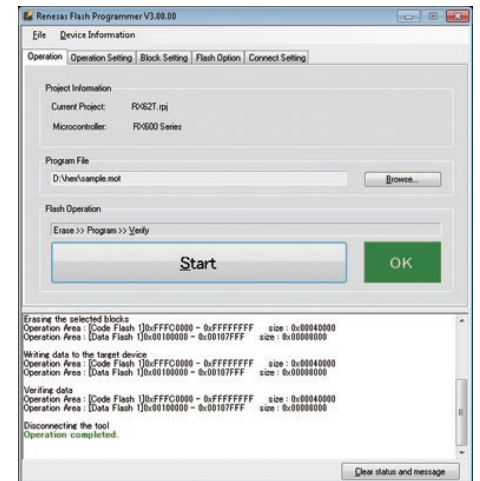 Renesas Flash Programmer V3.00.00
File Device Information
Operation Operation Setting Block Setting Flash Option Connect Setting
Project Information
Current Project: RX62T.rpj
Microcontroller: RX600 Series
Program File
D:\hex\sample.mot Browse...
Flash Operation
Erase >> Program >> Verify
Start OK
Erasing the selected blocks
Operation Area : [Code Flash 1]0xFFFC0000 - 0xFFFFFFFF size : 0x00040000
Operation Area : [Data Flash 1]0x00100000 - 0x00107FFF size : 0x00008000
Writing data to the target device
Operation Area : [Code Flash 1]0xFFFC0000 - 0xFFFFFFFF size : 0x00040000
Operation Area : [Data Flash 1]0x00100000 - 0x00107FFF size : 0x00008000
Verifing data
Operation Area : [Code Flash 1]0xFFFC0000 - 0xFFFFFFFF size : 0x00040000
Operation Area : [Data Flash 1]0x00100000 - 0x00107FFF size : 0x00008000
Disconnecting the tool
Operation completed.
Clear status and message